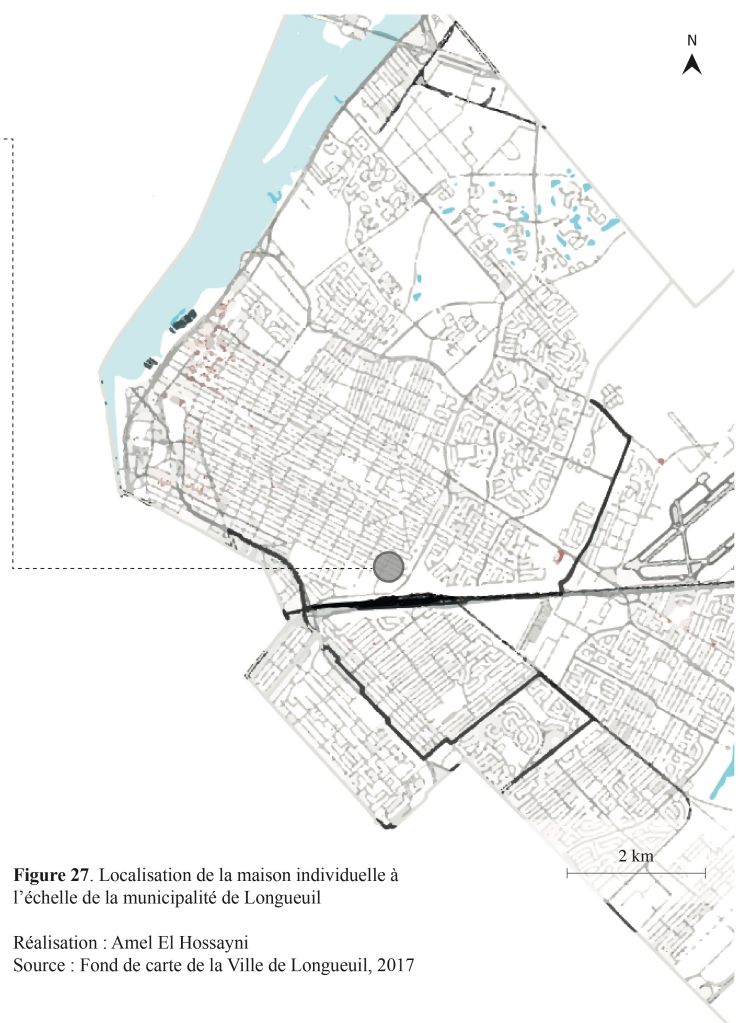 N
2 km
Figure 27. Localisation de la maison individuelle à
l'échelle de la municipalité de Longueuil
Réalisation : Amel El Hossayni
Source : Fond de carte de la Ville de Longueuil, 2017